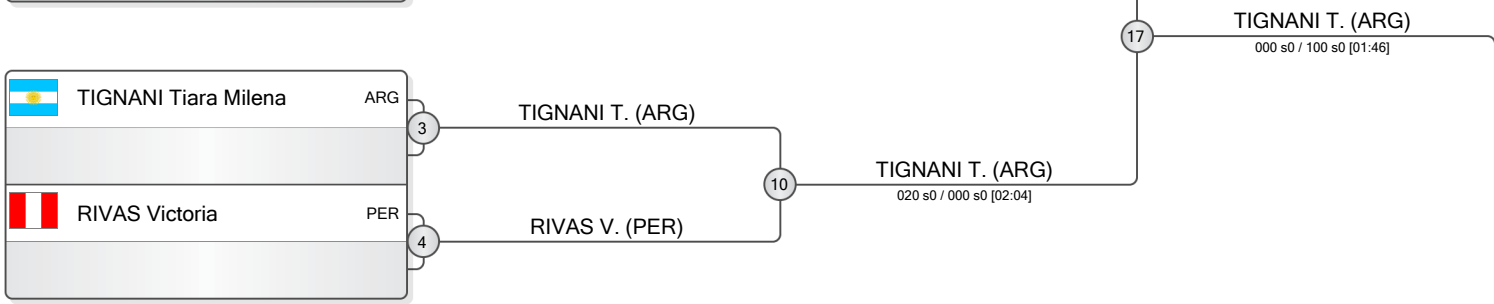 TIGNANI T. (ARG)
17
000 s0 / 100 s0 [01:46]
TIGNANI Tiara Milena ARG
TIGNANI T. (ARG)
3
TIGNANI T. (ARG)
10
020 s0 / 000 s0 [02:04]
RIVAS Victoria PER
RIVAS V. (PER)
4